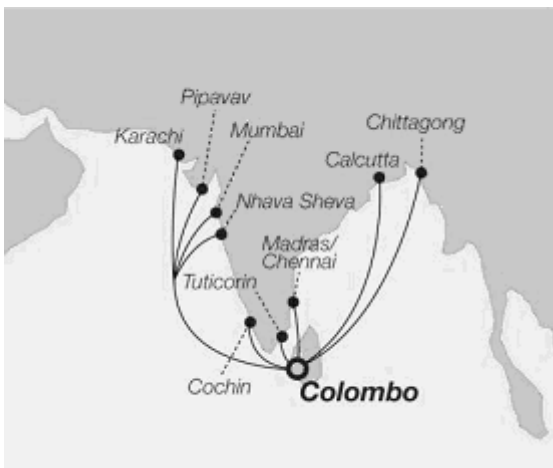 Pipavav
Chittagong
Karachi
Mumbai
Calcutta
Nhava Sheva
Madras/
Chennai
Tuticorin
Cochin
Colombo